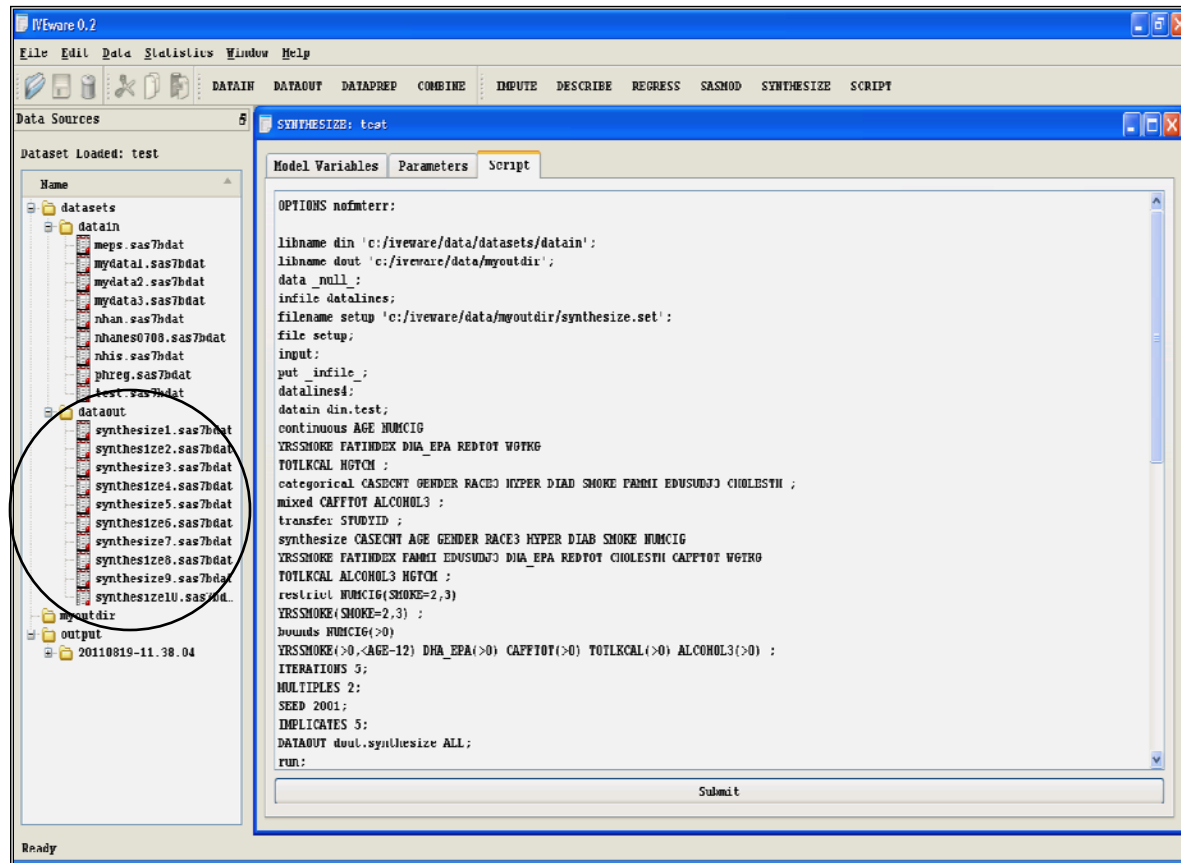 IVEware 0.2
File Edit Data Statistics Window Help
DATAIN DATAOUT DATAPREP COMBINE IMPUTE DESCRIBE REGRESS SASMOD SYNTHESIZE SCRIPT
Data Sources
Dataset Loaded: test
Name
datasets
datain
meps.sas7bdat
mydata1.sas7bdat
mydata2.sas7bdat
mydata3.sas7bdat
nhan.sas7bdat
nhanes0708.sas7bdat
nhis.sas7bdat
phreg.sas7bdat
test.sas7bdat
dataout
synthesize1.sas7bdat
synthesize2.sas7bdat
synthesize3.sas7bdat
synthesize4.sas7bdat
synthesize5.sas7bdat
synthesize6.sas7bdat
synthesize7.sas7bdat
synthesize8.sas7bdat
synthesize9.sas7bdat
synthesize10.sas7bd...
myoutdir
output
20110819-11.38.04
SYNTHESIZE: test
Model Variables Parameters Script
OPTIONS nofmterr;
libname din 'c:/iveware/data/datasets/datain';
libname dout 'c:/iveware/data/myoutdir';
data _null_;
infile datalines;
filename setup 'c:/iveware/data/myoutdir/synthesize.set';
file setup;
input;
put _infile_;
datalines4;
datain din.test;
continuous AGE NUMCIG
YRSSMOKE FATINDEX DHA_EPA REDTOT WGTKG
TOTLKCAL HGTCM ;
categorical CASECNT GENDER RACE3 HYPER DIAB SMOKE FAMMI EDUSUDJ3 CHOLESTH ;
mixed CAFFTOT ALCOHOL3 ;
transfer STUDYID ;
synthesize CASECNT AGE GENDER RACE3 HYPER DIAB SMOKE NUMCIG
YRSSMOKE FATINDEX FAMMI EDUSUDJ3 DHA_EPA REDTOT CHOLESTH CAFFTOT WGTKG
TOTLKCAL ALCOHOL3 HGTCM ;
restrict NUMCIG(SMOKE=2,3)
YRSSMOKE(SMOKE=2,3) ;
bounds NUMCIG(>0)
YRSSMOKE(>0,<AGE-12) DHA_EPA(>0) CAFFTOT(>0) TOTLKCAL(>0) ALCOHOL3(>0) ;
ITERATIONS 5;
MULTIPLES 2;
SEED 2001;
IMPLICATES 5;
DATAOUT dout.synthesize ALL;
run;
Submit
Ready